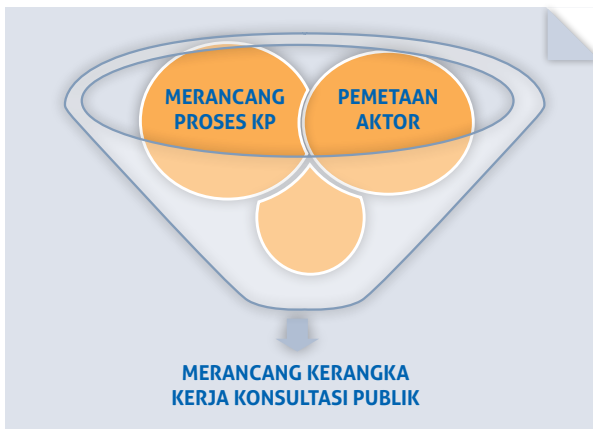 MERANCANG
PROSES KP
PEMETAAN
AKTOR
MERANCANG KERANGKA
KERJA KONSULTASI PUBLIK